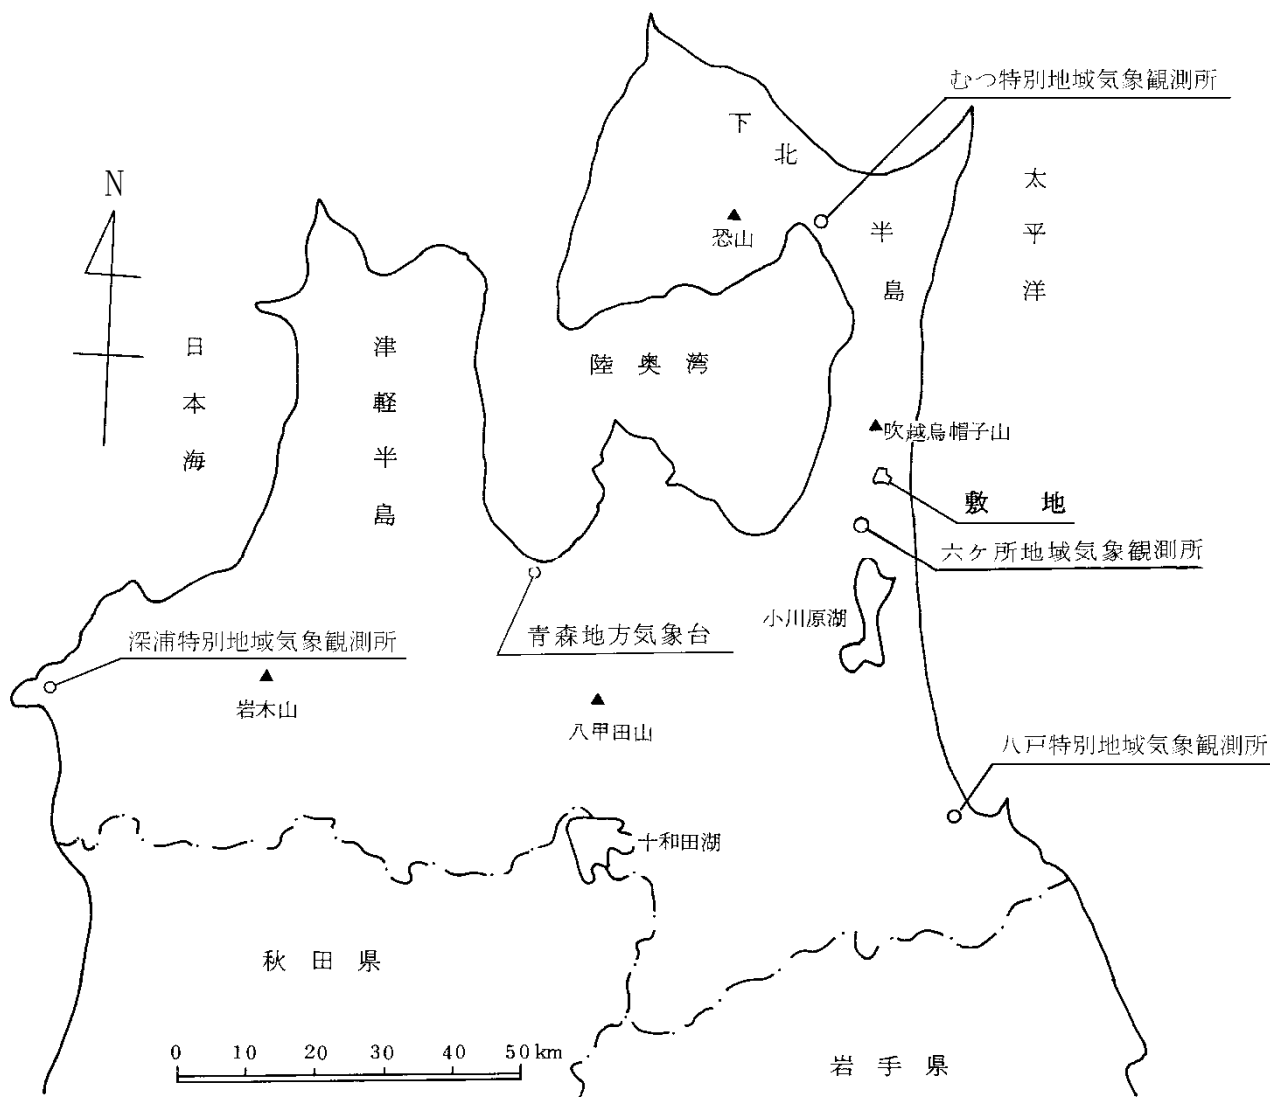 むつ特別地域気象観測所
下北半島
太平洋
N
恐山
日本海
津軽半島
陸奥湾
吹越烏帽子山
敷地
六ケ所地域気象観測所
小川原湖
深浦特別地域気象観測所
青森地方気象台
岩木山
八甲田山
八戸特別地域気象観測所
十和田湖
秋田県
0 10 20 30 40 50km
岩手県